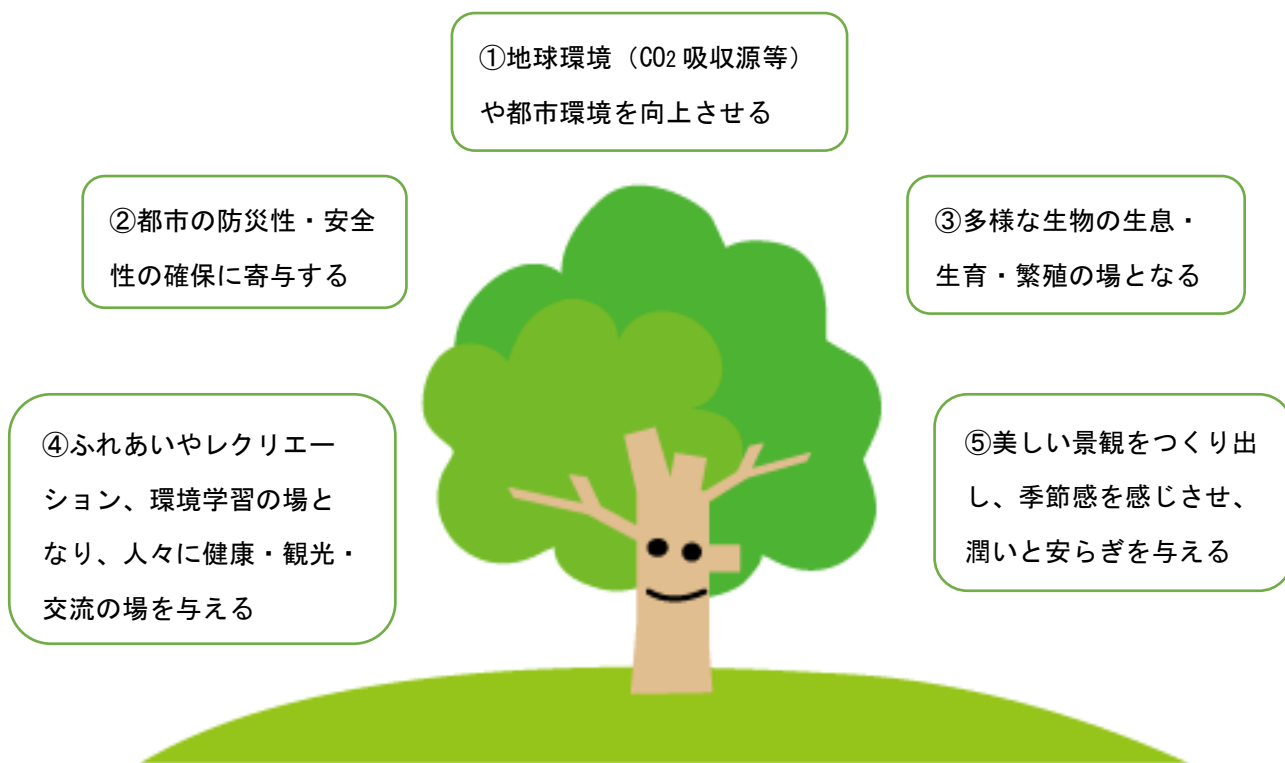 ①地球環境（CO2 吸収源等）
や都市環境を向上させる
②都市の防災性・安全
性の確保に寄与する
③多様な生物の生息・
生育・繁殖の場となる
④ふれあいやレクリエー
ション、環境学習の場と
なり、人々に健康・観光・
交流の場を与える
⑤美しい景観をつくり出
し、季節感を感じさせ、
潤いと安らぎを与える